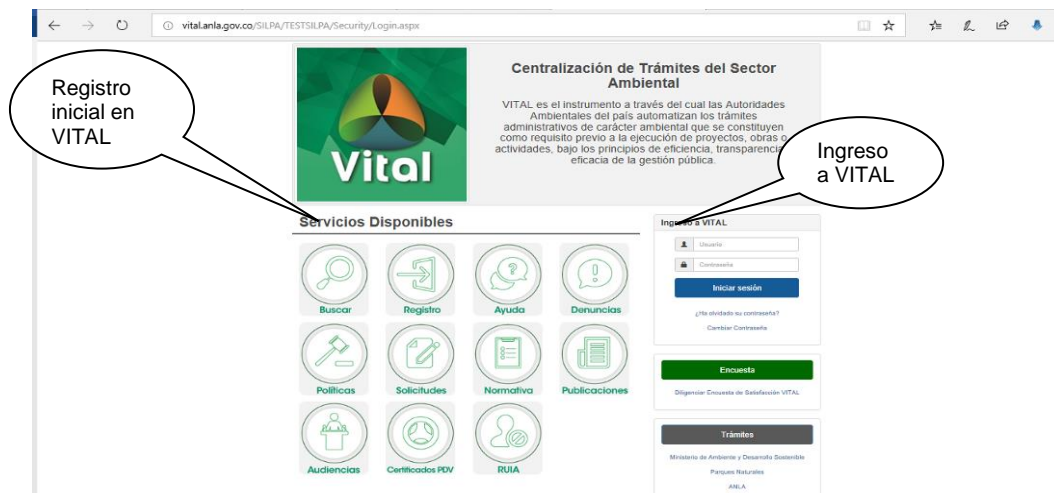 vital.anla.gov.co/SILPA/TESTSILPA/Security/Login.aspx
Registro
inicial en
VITAL
Vital
Centralización de Trámites del Sector
Ambiental
VITAL es el instrumento a través del cual las Autoridades
Ambientales del país automatizan los trámites
administrativos de carácter ambiental que se constituyen
como requisito previo a la ejecución de proyectos, obras o
actividades, bajo los principios de eficiencia, transparencia
eficacia de la gestión pública.
Ingreso
a VITAL
Servicios Disponibles
Buscar
Registro
Ayuda
Denuncias
Políticas
Solicitudes
Normativa
Publicaciones
Audiencias
Certificados PDV
RUIA
Ingreso a VITAL
Usuario
Contraseña
Iniciar sesión
¿Ha olvidado su contraseña?
Cambiar Contraseña
Encuesta
Diligenciar Encuesta de Satisfacción VITAL
Trámites
Ministerio de Ambiente y Desarrollo Sostenible
Parques Naturales
ANLA